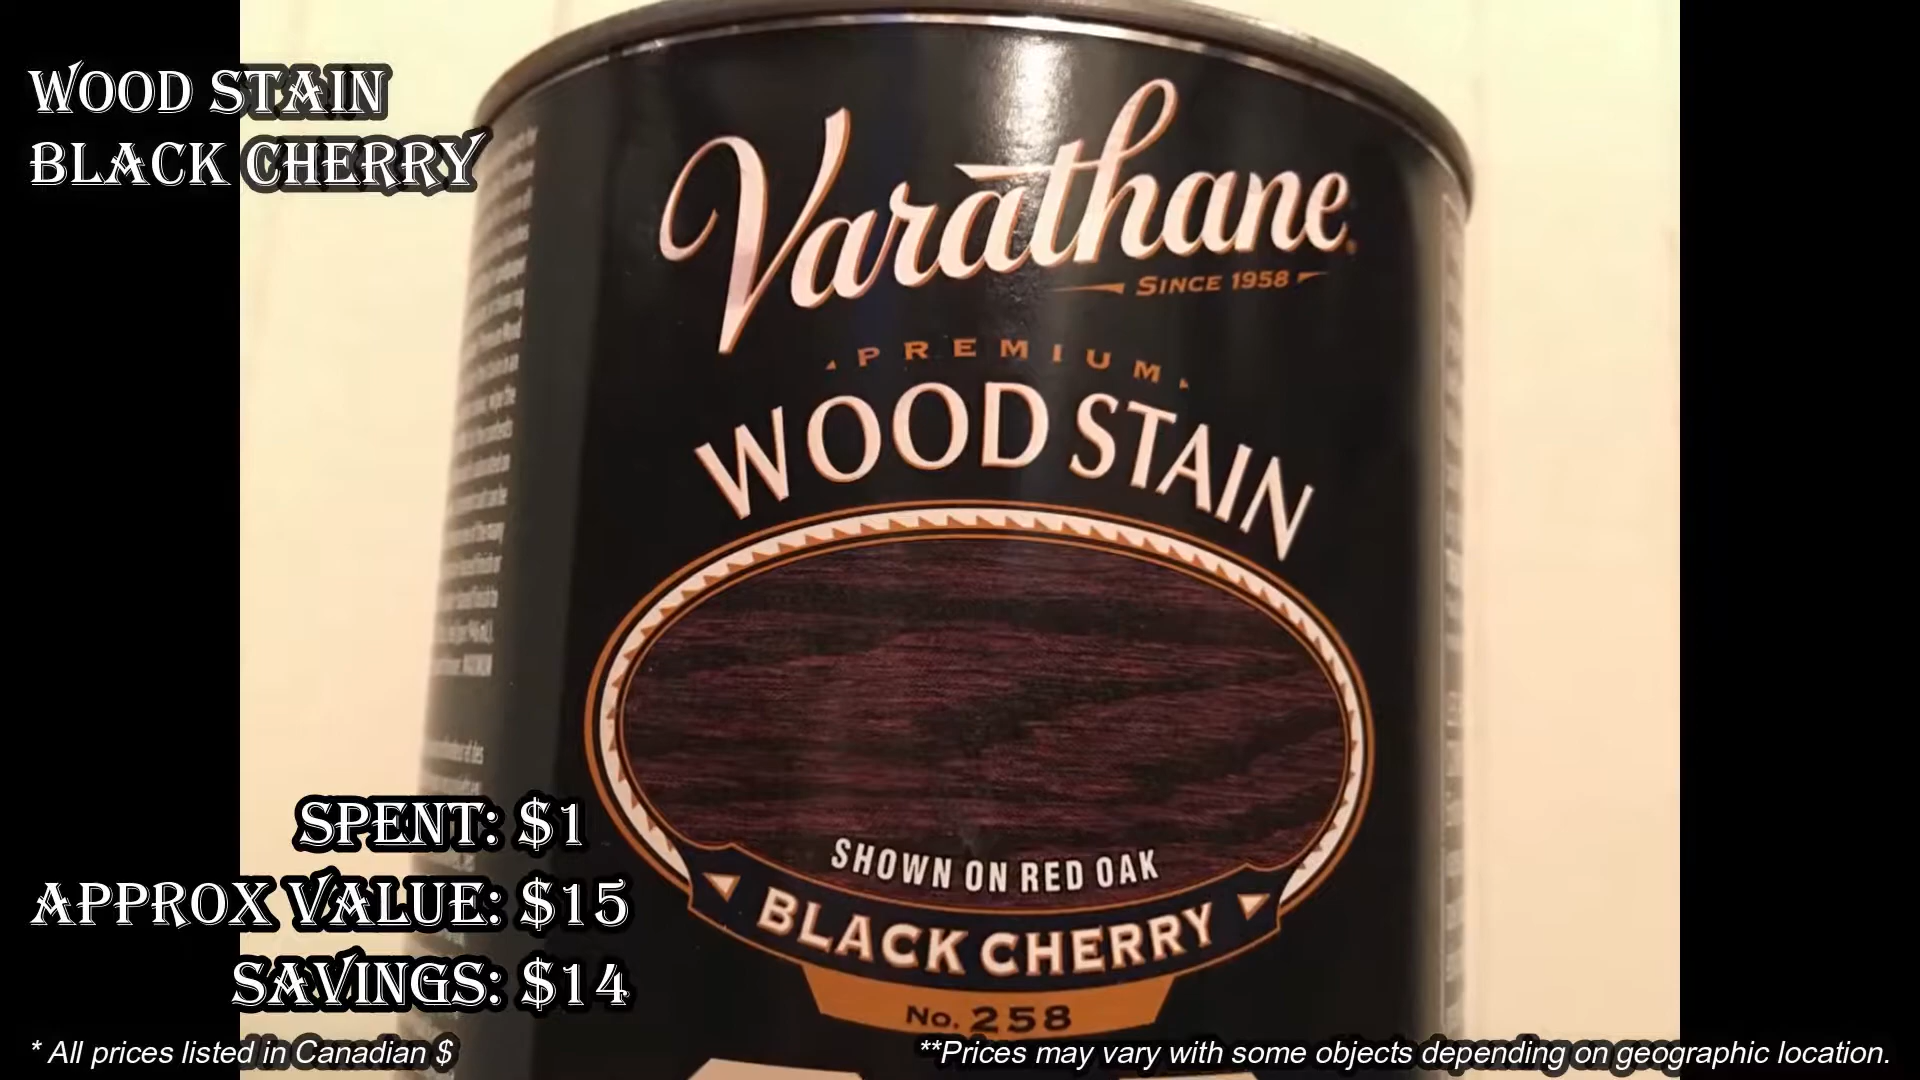 WOOD STAIN
BLACK CHERRY
Varathane
SINCE 1958
PREMIUM
WOOD STAIN
SHOWN ON RED OAK
BLACK CHERRY
No. 258
SPENT: $1
APPROX VALUE: $15
SAVINGS: $14
* All prices listed in Canadian $
**Prices may vary with some objects depending on geographic location.